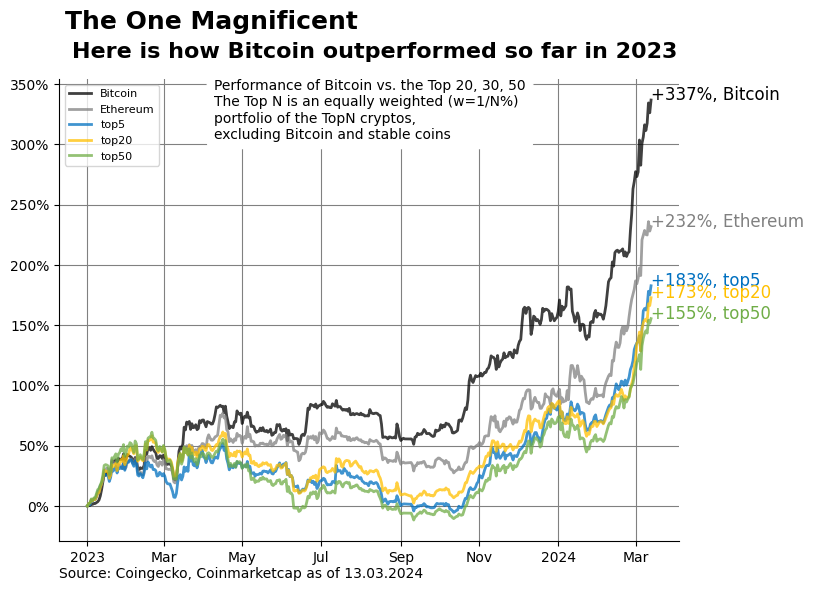 The One Magnificent
Here is how Bitcoin outperformed so far in 2023
Performance of Bitcoin vs. the Top 20, 30, 50
The Top N is an equally weighted (w=1/N%)
portfolio of the TopN cryptos,
excluding Bitcoin and stable coins
Bitcoin
Ethereum
top5
top20
top50
350%
300%
250%
200%
150%
100%
50%
0%
+337%, Bitcoin
+232%, Ethereum
+183%, top5
+173%, top20
+155%, top50
2023 Mar May Jul Sep Nov 2024 Mar
Source: Coingecko, Coinmarketcap as of 13.03.2024